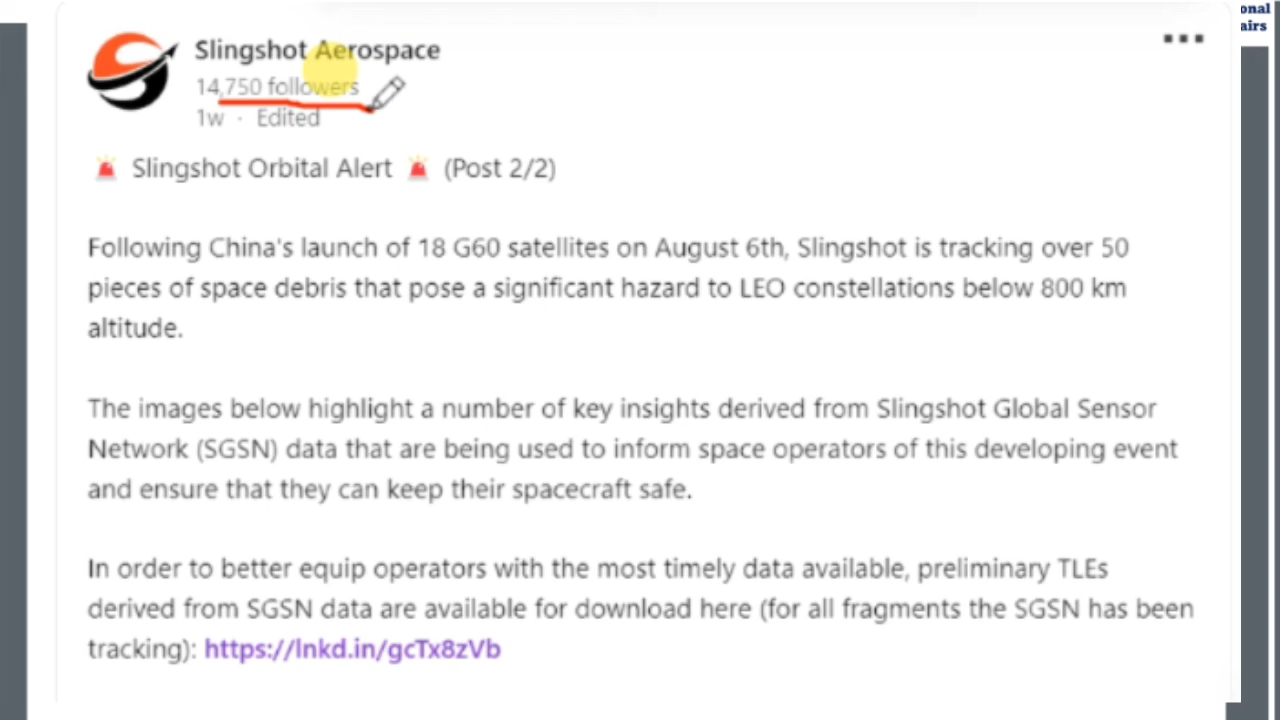 onal
airs
Slingshot Aerospace
14,750 followers
1w · Edited
🚨 Slingshot Orbital Alert 🚨 (Post 2/2)
Following China's launch of 18 G60 satellites on August 6th, Slingshot is tracking over 50
pieces of space debris that pose a significant hazard to LEO constellations below 800 km
altitude.
The images below highlight a number of key insights derived from Slingshot Global Sensor
Network (SGSN) data that are being used to inform space operators of this developing event
and ensure that they can keep their spacecraft safe.
In order to better equip operators with the most timely data available, preliminary TLEs
derived from SGSN data are available for download here (for all fragments the SGSN has been
tracking): https://lnkd.in/gcTx8zVb